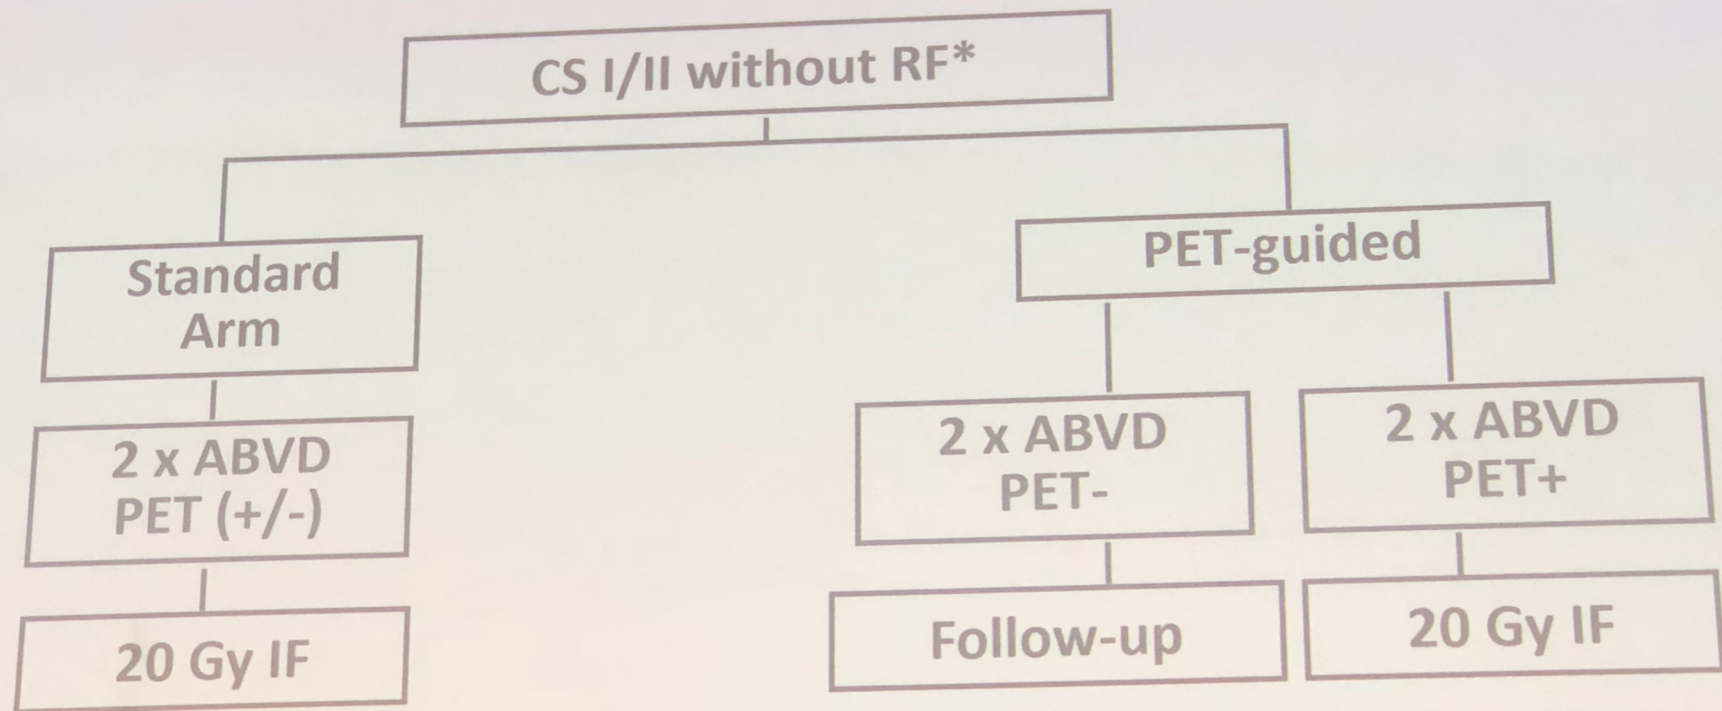 CS I/II without RF*
Standard
Arm
PET-guided
2 x ABVD
PET (+/-)
2 x ABVD
PET-
2 x ABVD
PET+
20 Gy IF
Follow-up
20 Gy IF